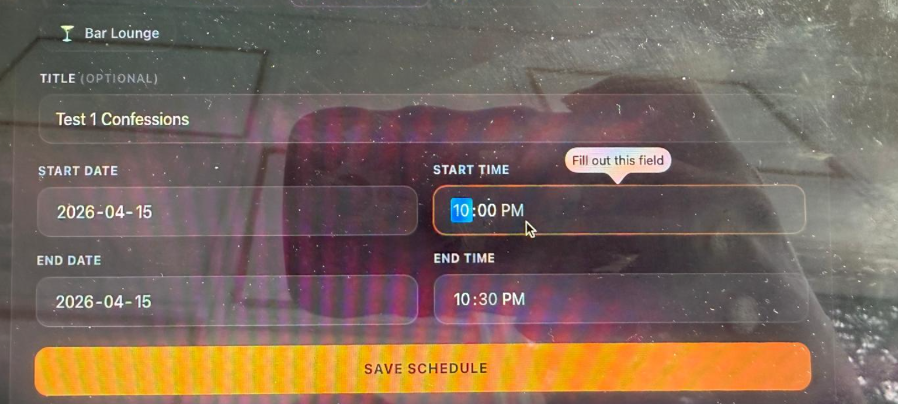 Bar Lounge
TITLE (OPTIONAL)
Test 1 Confessions
START DATE
START TIME
Fill out this field
2026-04-15
10:00 PM
END DATE
END TIME
2026-04-15
10:30 PM
SAVE SCHEDULE